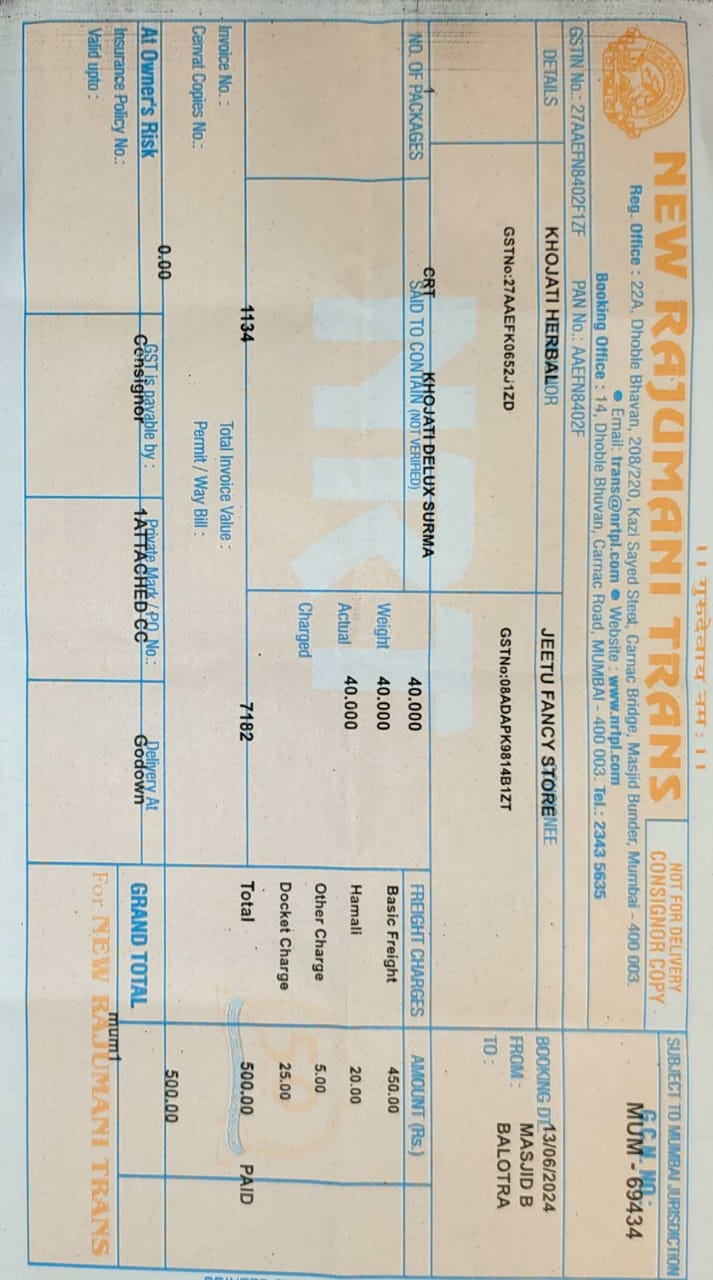 ।। गुरुदेवाय नमः ।।
NEW RAJUMANI TRANS
Reg. Office : 22A, Dhoble Bhavan, 208/220, Kazi Sayed Steet, Carnac Bridge, Masjid Bunder, Mumbai - 400 003.
● Email: trans@nrtpl.com ● Website : www.nrtpl.com
Booking Office : 14, Dhoble Bhuvan, Carnac Road, MUMBAI - 400 003. Tel.: 2343 5635
NOT FOR DELIVERY
CONSIGNOR COPY
SUBJECT TO MUMBAI JURISDICTION
G.C.N. NO.
MUM - 69434
GSTIN No.: 27AAEFN8402F1ZF PAN No.: AAEFN8402F
DETAILS
KHOJATI HERBAL
GSTNo:27AAEFK0652J1ZD
JEETU FANCY STORE
GSTNo:08ADAPK9814B1ZT
BOOKING DT 13/06/2024
FROM : MASJID B
TO : BALOTRA
NO. OF PACKAGES
1
SAID TO CONTAIN (NOT VERIFIED)
CRT KHOJATI DELUX SURMA
NRT
40.000
Weight 40.000
Actual 40.000
Charged
FREIGHT CHARGES AMOUNT (Rs.)
Basic Freight 450.00
Hamali 20.00
Other Charge 5.00
Docket Charge 25.00
Total 500.00 PAID
Invoice No. : 1134
Total Invoice Value : 7182
Cenvat Copies No.:
Permit / Way Bill :
0.00
At Owner's Risk
Insurance Policy No.:
Valid upto :
GST is payable by :
Consignor
Private Mark / P.O. No.:
1ATTACHED CC
Delivery At
Godown
GRAND TOTAL 500.00
mum1
For NEW RAJUMANI TRANS